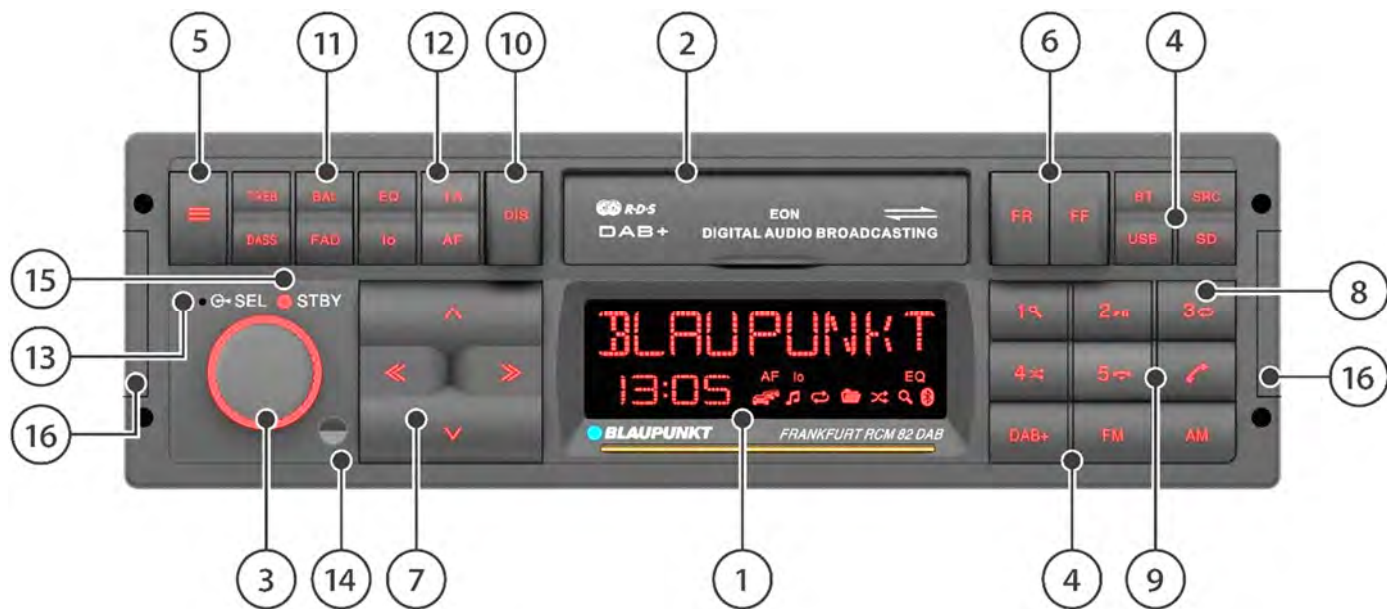 5 11 12 10 2 6 4
TREB BAL EQ TA
DIS
DASS FAD lo AF
R·D·S
DAB+
EON
DIGITAL AUDIO BROADCASTING
FR FF
BT SRC
USB SD
15
SEL STBY
13
16
8
16
BLAUPUNKT
AF lo EQ
13:05
BLAUPUNKT FRANKFURT RCM 82 DAB
1 2 3
4 5
DAB+ FM AM
3 14 7 1 4 9